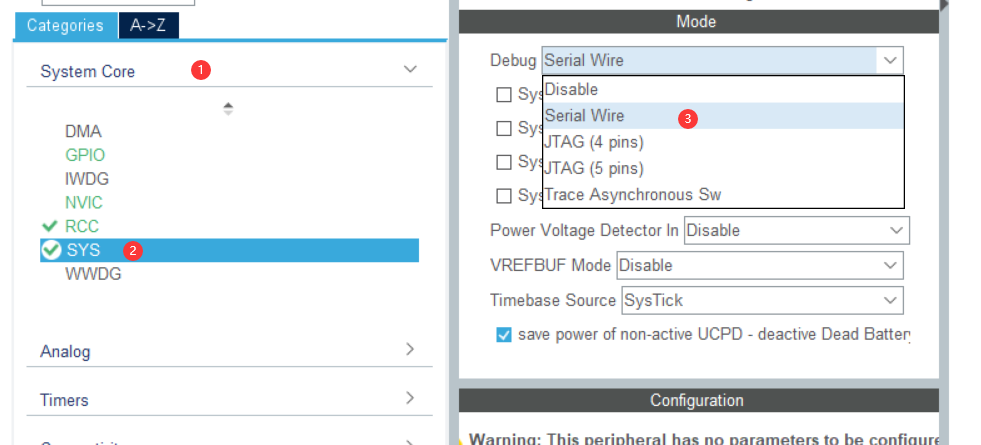 Categories A->Z
System Core 1
DMA
GPIO
IWDG
NVIC
RCC
SYS 2
WWDG
Analog
Timers
Mode
Debug Serial Wire
Disable
Serial Wire 3
JTAG (4 pins)
JTAG (5 pins)
Trace Asynchronous Sw
Sys
Sys
Sys
Sys
Power Voltage Detector In Disable
VREFBUF Mode Disable
Timebase Source SysTick
save power of non-active UCPD - deactive Dead Battery
Configuration
Warning: This peripheral has no parameters to be configure